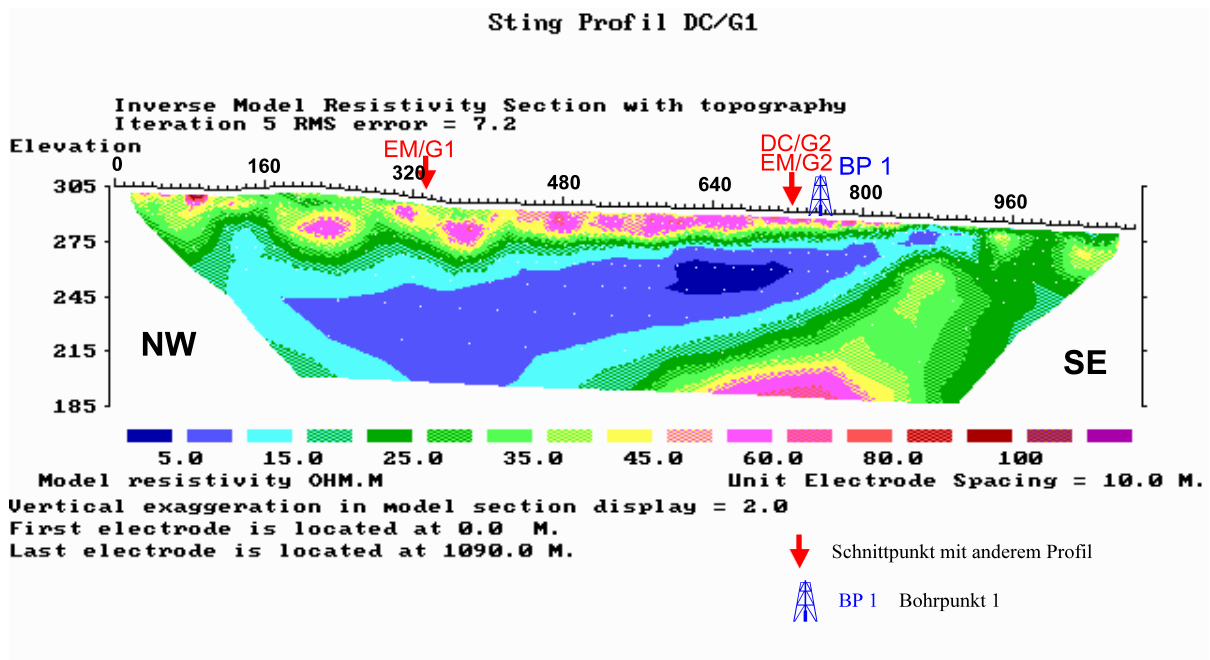 Sting Profil DC/G1
Inverse Model Resistivity Section with topography
Iteration 5 RMS error = 7.2
Elevation
EM/G1
DC/G2
EM/G2
BP 1
0 160 320 480 640 800 960
305
275
245
215
185
NW
SE
5.0 15.0 25.0 35.0 45.0 60.0 80.0 100
Model resistivity OHM.M Unit Electrode Spacing = 10.0 M.
Vertical exaggeration in model section display = 2.0
First electrode is located at 0.0 M.
Last electrode is located at 1090.0 M.
Schnittpunkt mit anderem Profil
BP 1 Bohrpunkt 1